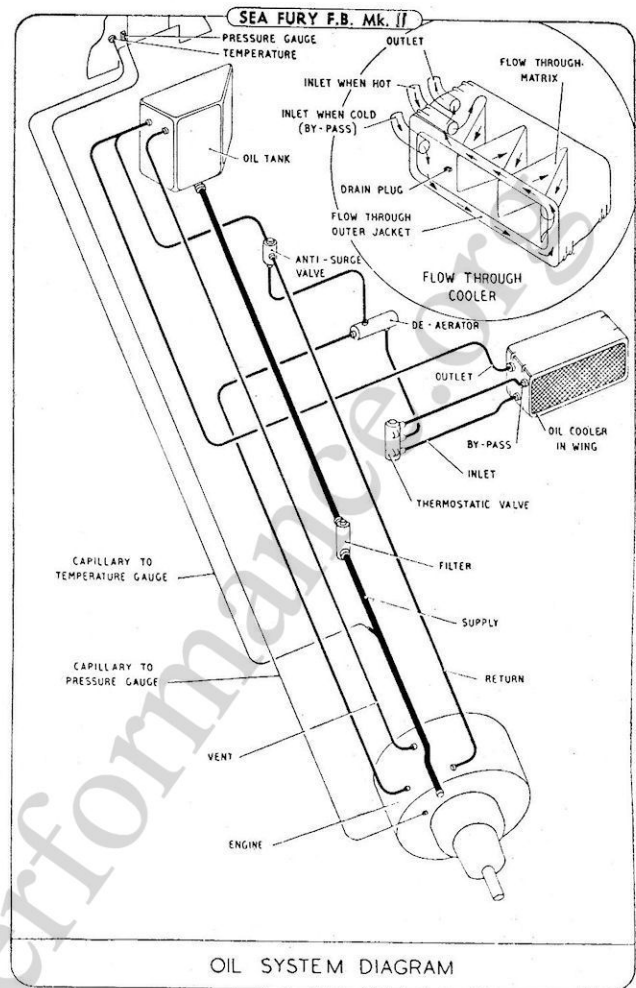 SEA FURY F.B. Mk. II
PRESSURE GAUGE
TEMPERATURE
OUTLET
FLOW THROUGH.
MATRIX
INLET WHEN HOT
INLET WHEN COLD
(BY-PASS)
OIL TANK
DRAIN PLUG
FLOW THROUGH
OUTER JACKET
FLOW THROUGH
COOLER
ANTI-SURGE
VALVE
DE-AERATOR
OUTLET
BY-PASS
OIL COOLER
IN WING
INLET
THERMOSTATIC VALVE
FILTER
CAPILLARY TO
TEMPERATURE GAUGE
SUPPLY
CAPILLARY TO
PRESSURE GAUGE
RETURN
VENT
ENGINE
OIL SYSTEM DIAGRAM
erformance.org